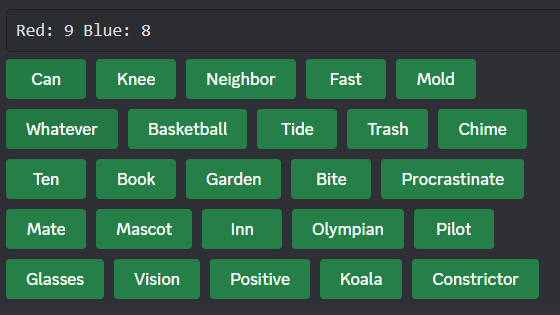 Red: 9 Blue: 8
Can Knee Neighbor Fast Mold
Whatever Basketball Tide Trash Chime
Ten Book Garden Bite Procrastinate
Mate Mascot Inn Olympian Pilot
Glasses Vision Positive Koala Constrictor